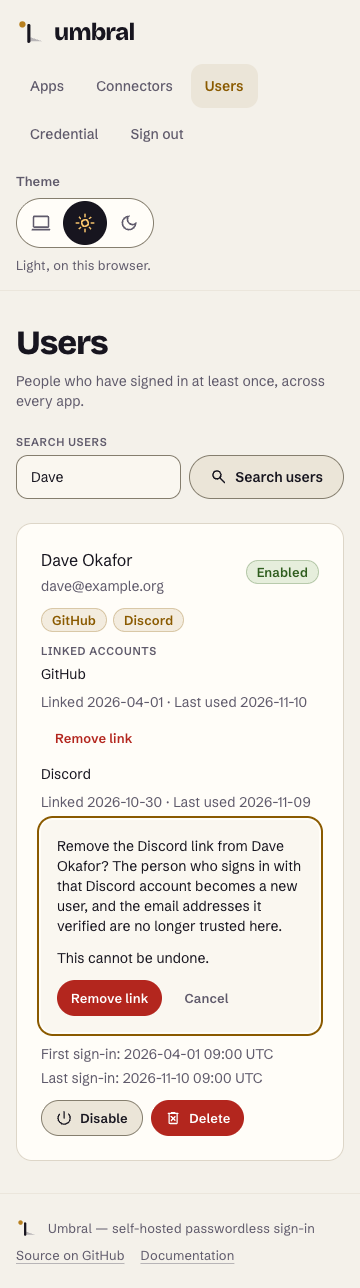 umbral
Apps Connectors Users
Credential Sign out
Theme
Light, on this browser.
Users
People who have signed in at least once, across
every app.
SEARCH USERS
Dave Search users
Dave Okafor
Enabled
dave@example.org
GitHub Discord
LINKED ACCOUNTS
GitHub
Linked 2026-04-01 · Last used 2026-11-10
Remove link
Discord
Linked 2026-10-30 · Last used 2026-11-09
Remove the Discord link from Dave
Okafor? The person who signs in with
that Discord account becomes a new
user, and the email addresses it
verified are no longer trusted here.
This cannot be undone.
Remove link Cancel
First sign-in: 2026-04-01 09:00 UTC
Last sign-in: 2026-11-10 09:00 UTC
Disable Delete
Umbral — self-hosted passwordless sign-in
Source on GitHub Documentation